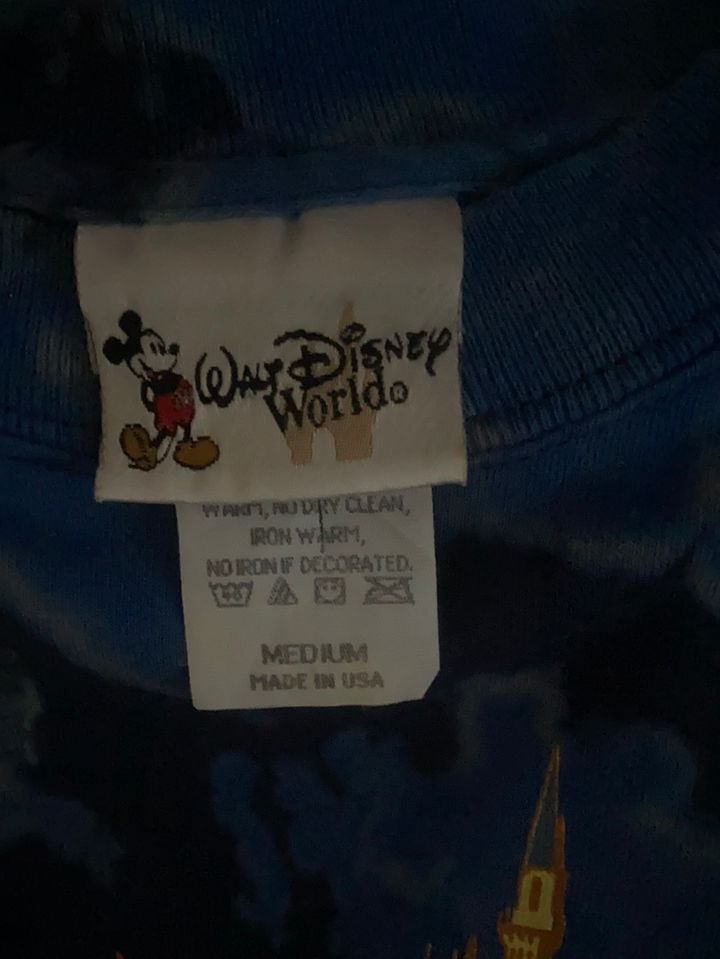 WALT DISNEY
World®
WARM, NO DRY CLEAN,
IRON WARM,
NO IRON IF DECORATED.
MEDIUM
MADE IN USA